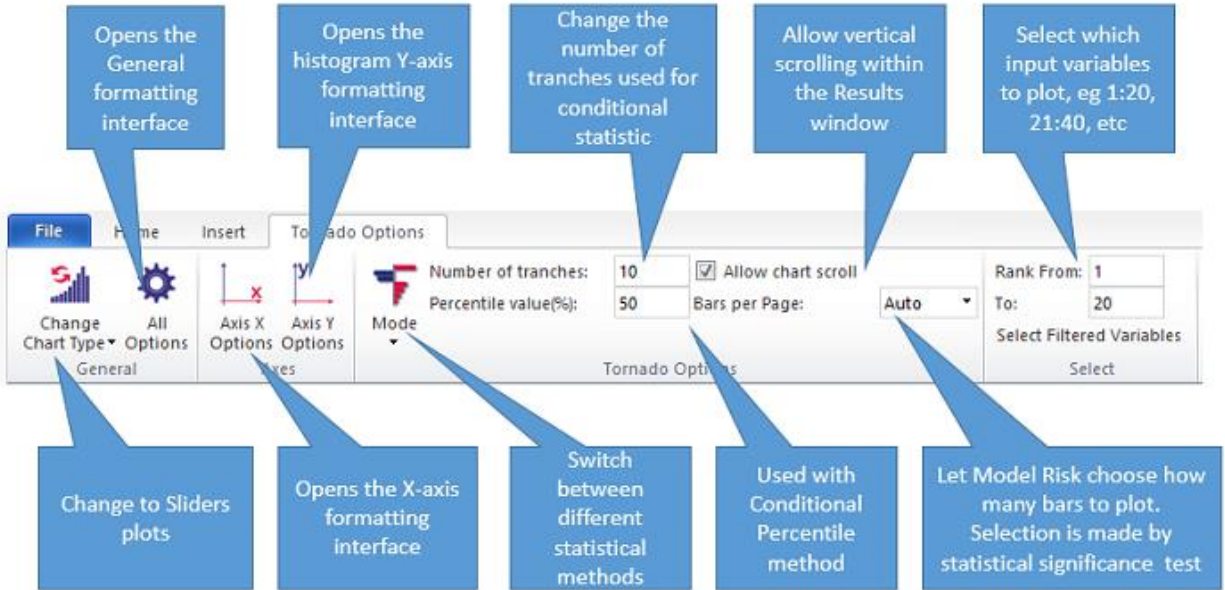 Opens the
General
formatting
interface
Opens the
histogram Y-axis
formatting
interface
Change the
number of
tranches used for
conditional
statistic
Allow vertical
scrolling within
the Results
window
Select which
input variables
to plot, eg 1:20,
21:40, etc
File
Insert
Options
Change
Chart Type
All
Options
General
x
Axis X
Options
y
Axis Y
Options
Mode
Number of tranches: 10
Allow chart scroll
Percentile value(%): 50
Bars per Page: Auto
Tornado
Rank From: 1
To: 20
Select Filtered Variables
Select
Change to Sliders
plots
Opens the X-axis
formatting
interface
Switch
between
different
statistical
methods
Used with
Conditional
Percentile
method
Let Model Risk choose how
many bars to plot.
Selection is made by
statistical significance test